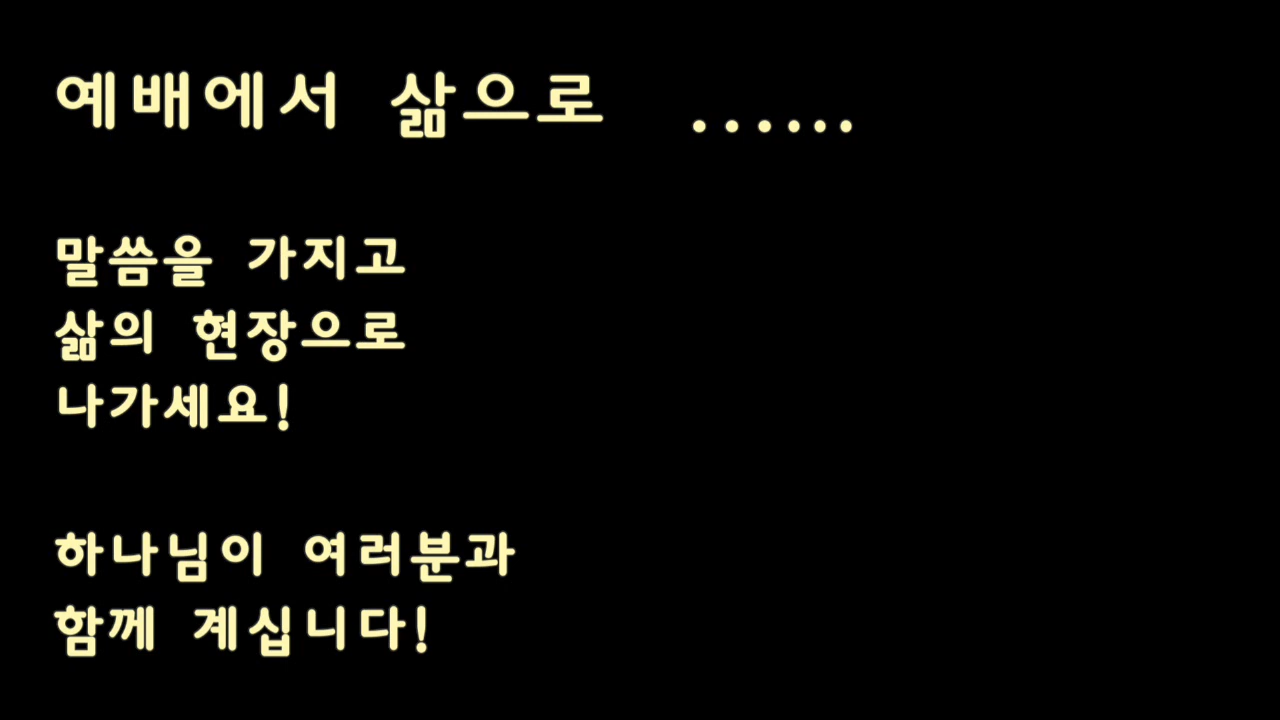 예배에서 삶으로 ......
말씀을 가지고
삶의 현장으로
나가세요!
하나님이 여러분과
함께 계십니다!